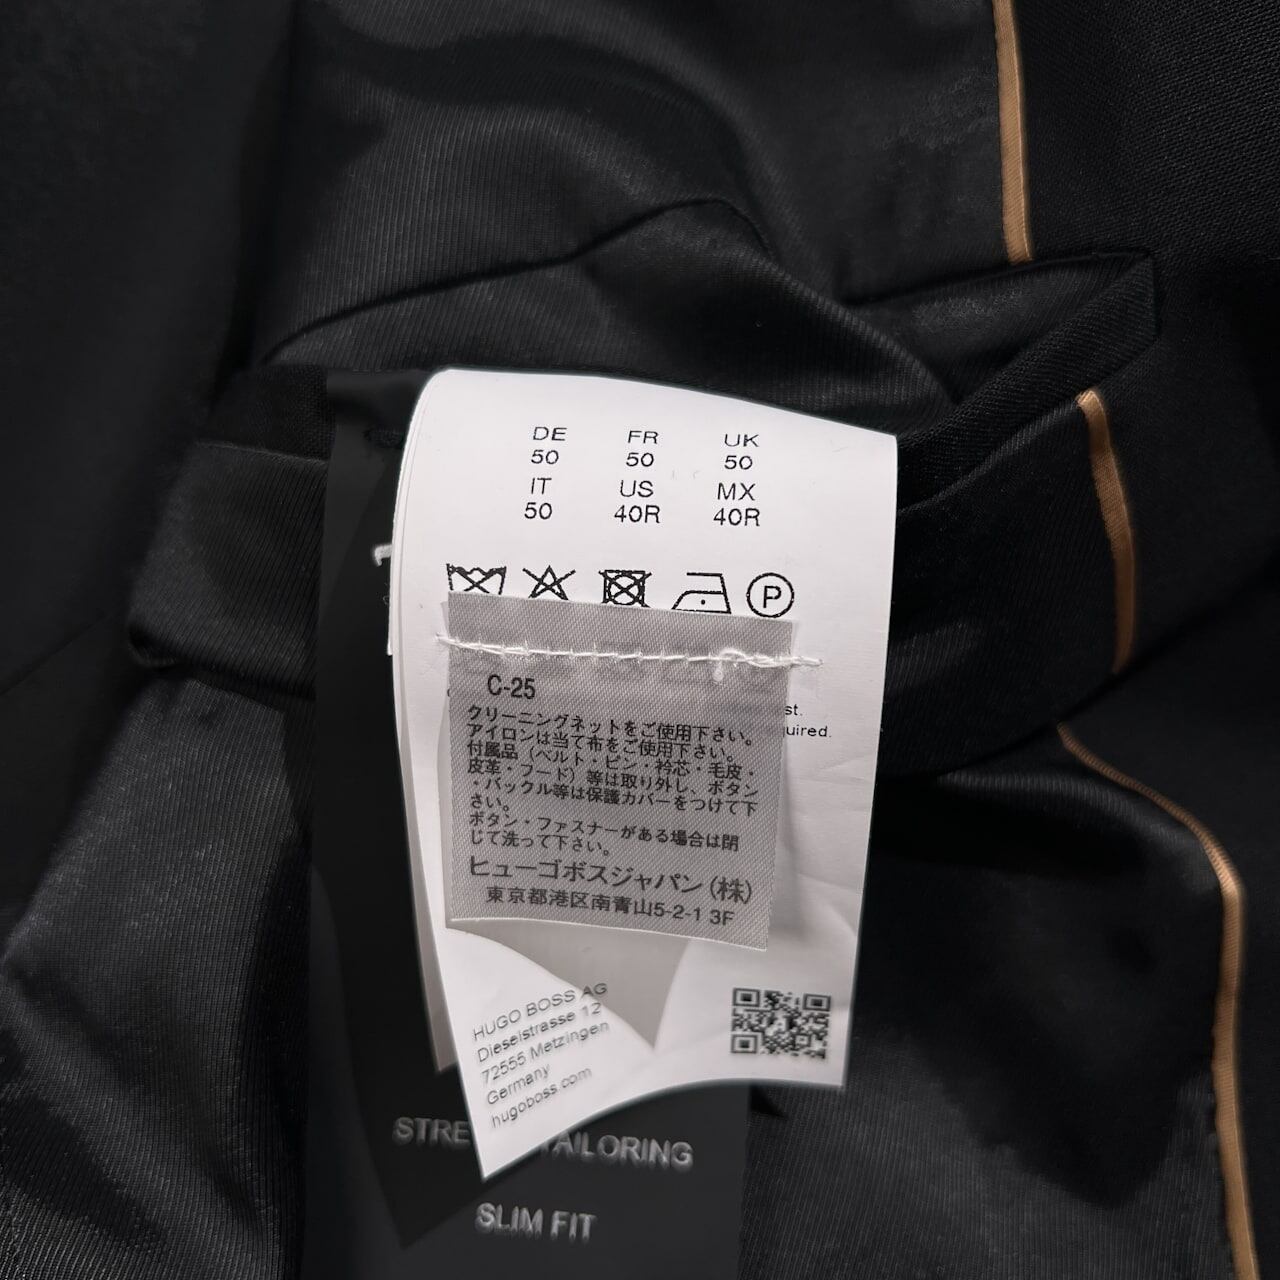 DE FR UK
50 50 50
IT US MX
50 40R 40R
P
C-25
クリーニングネットをご使用下さい。
アイロンは当て布をご使用下さい。
付属品（ベルト・ピン・衿芯・毛皮・
皮革・フード）等は取り外し、ボタン
・バックル等は保護カバーをつけて下
さい。
ボタン・ファスナーがある場合は閉
じて洗って下さい。
ヒューゴボスジャパン(株)
東京都港区南青山5-2-1 3F
HUGO BOSS AG
Dieselstrasse 12
72555 Metzingen
Germany
hugoboss.com
SLIM FIT